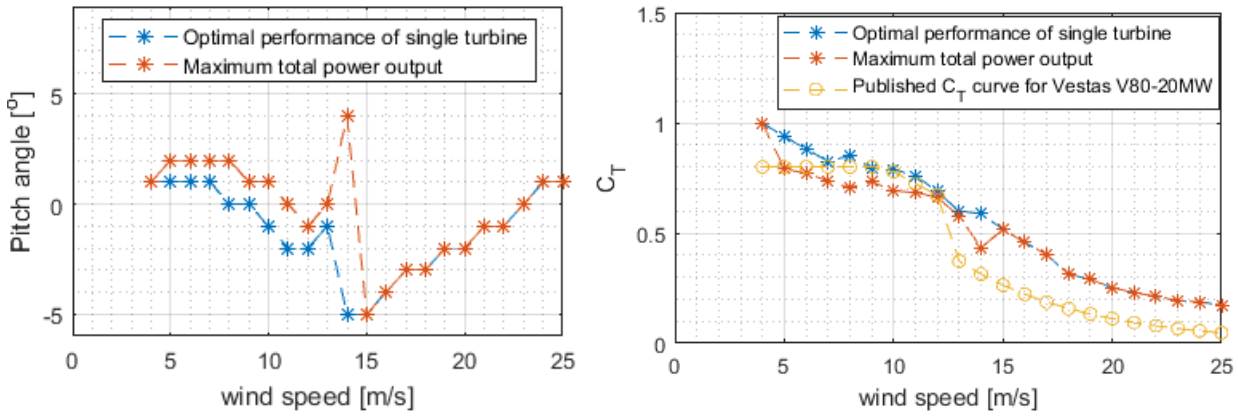 Optimal performance of single turbine
Maximum total power output
Pitch angle [°]
5
0
-5
0
5
10
15
20
25
wind speed [m/s]
1.5
Optimal performance of single turbine
Maximum total power output
Published C_T curve for Vestas V80-20MW
C_T
1
0.5
0
0
5
10
15
20
25
wind speed [m/s]